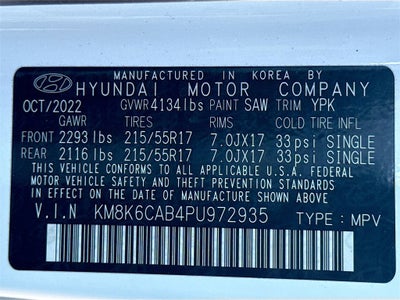 MANUFACTURED IN KOREA BY
HYUNDAI MOTOR COMPANY
OCT/2022 GVWR 4134 lbs PAINT SAW TRIM YPK
GAWR TIRES RIMS COLD TIRE INFL
FRONT 2293 lbs 215/55R17 7.0JX17 33psi SINGLE
REAR 2116 lbs 215/55R17 7.0JX17 33psi SINGLE
THIS VEHICLE CONFORMS TO ALL APPLICABLE U.S.A. FEDERAL
MOTOR VEHICLE SAFETY AND THEFT PREVENTION STANDARDS
IN EFFECT ON THE DATE OF MANUFACTURE SHOWN ABOVE.
V.I.N KM8K6CAB4PU972935 TYPE : MPV